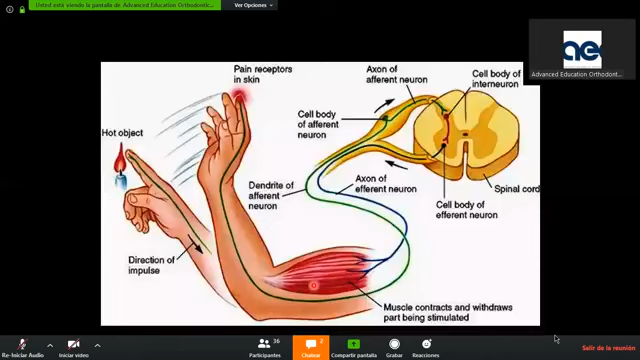 Usted está viendo la pantalla de Advanced Education Orthodontic...
Ver Opciones
ae
Advanced Education Orthodont...
Pain receptors
in skin
Axon of
afferent neuron
Cell body of
interneuron
Cell body
of afferent
neuron
Hot object
Dendrite of
afferent
neuron
Axon of
efferent neuron
Spinal cord
Cell body of
efferent neuron
Direction of
impulse
Muscle contracts and withdraws
part being stimulated
36
2
Re-Iniciar Audio
Iniciar video
Participantes
Chatear
Compartir pantalla
Grabar
Reacciones
Salir de la reunión